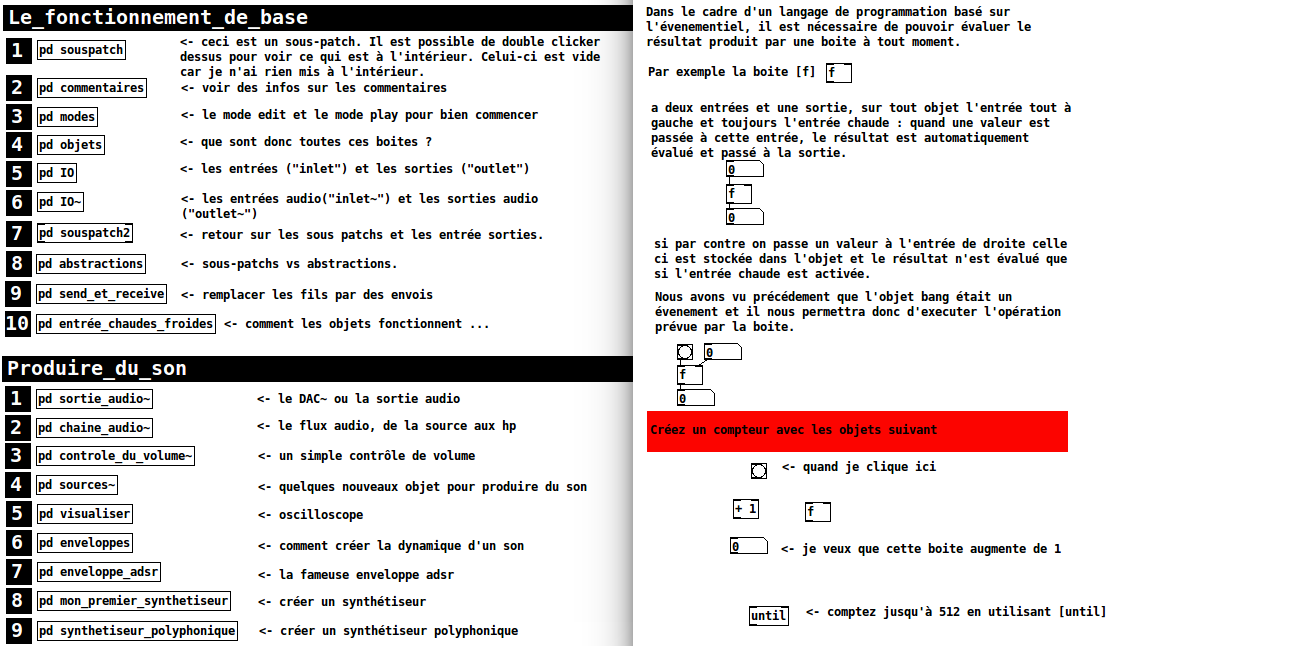 Le_fonctionnement_de_base
1 pd souspatch <- ceci est un sous-patch. Il est possible de double clicker
dessus pour voir ce qui est à l'intérieur. Celui-ci est vide
car je n'ai rien mis à l'intérieur.
2 pd commentaires <- voir des infos sur les commentaires
3 pd modes <- le mode edit et le mode play pour bien commencer
4 pd objets <- que sont donc toutes ces boites ?
5 pd IO <- les entrées ("inlet") et les sorties ("outlet")
6 pd IO~ <- les entrées audio("inlet~") et les sorties audio
("outlet~")
7 pd souspatch2 <- retour sur les sous patchs et les entrée sorties.
8 pd abstractions <- sous-patchs vs abstractions.
9 pd send_et_receive <- remplacer les fils par des envois
10 pd entrée_chaudes_froides <- comment les objets fonctionnent ...
Produire_du_son
1 pd sortie_audio~ <- le DAC~ ou la sortie audio
2 pd chaine_audio~ <- le flux audio, de la source aux hp
3 pd controle_du_volume~ <- un simple contrôle de volume
4 pd sources~ <- quelques nouveaux objet pour produire du son
5 pd visualiser <- oscilloscope
6 pd enveloppes <- comment créer la dynamique d'un son
7 pd enveloppe_adsr <- la fameuse enveloppe adsr
8 pd mon_premier_synthetiseur <- créer un synthétiseur
9 pd synthetiseur_polyphonique <- créer un synthétiseur polyphonique
Dans le cadre d'un langage de programmation basé sur
l'évenementiel, il est nécessaire de pouvoir évaluer le
résultat produit par une boite à tout moment.
Par exemple la boite [f] f
a deux entrées et une sortie, sur tout objet l'entrée tout à
gauche et toujours l'entrée chaude : quand une valeur est
passée à cette entrée, le résultat est automatiquement
évalué et passé à la sortie.
0
f
0
si par contre on passe un valeur à l'entrée de droite celle
ci est stockée dans l'objet et le résultat n'est évalué que
si l'entrée chaude est activée.
Nous avons vu précédement que l'objet bang était un
évenement et il nous permettra donc d'executer l'opération
prévue par la boite.
0
f
0
Créez un compteur avec les objets suivant
<- quand je clique ici
+ 1 f
0 <- je veux que cette boite augmente de 1
until <- comptez jusqu'à 512 en utilisant [until]